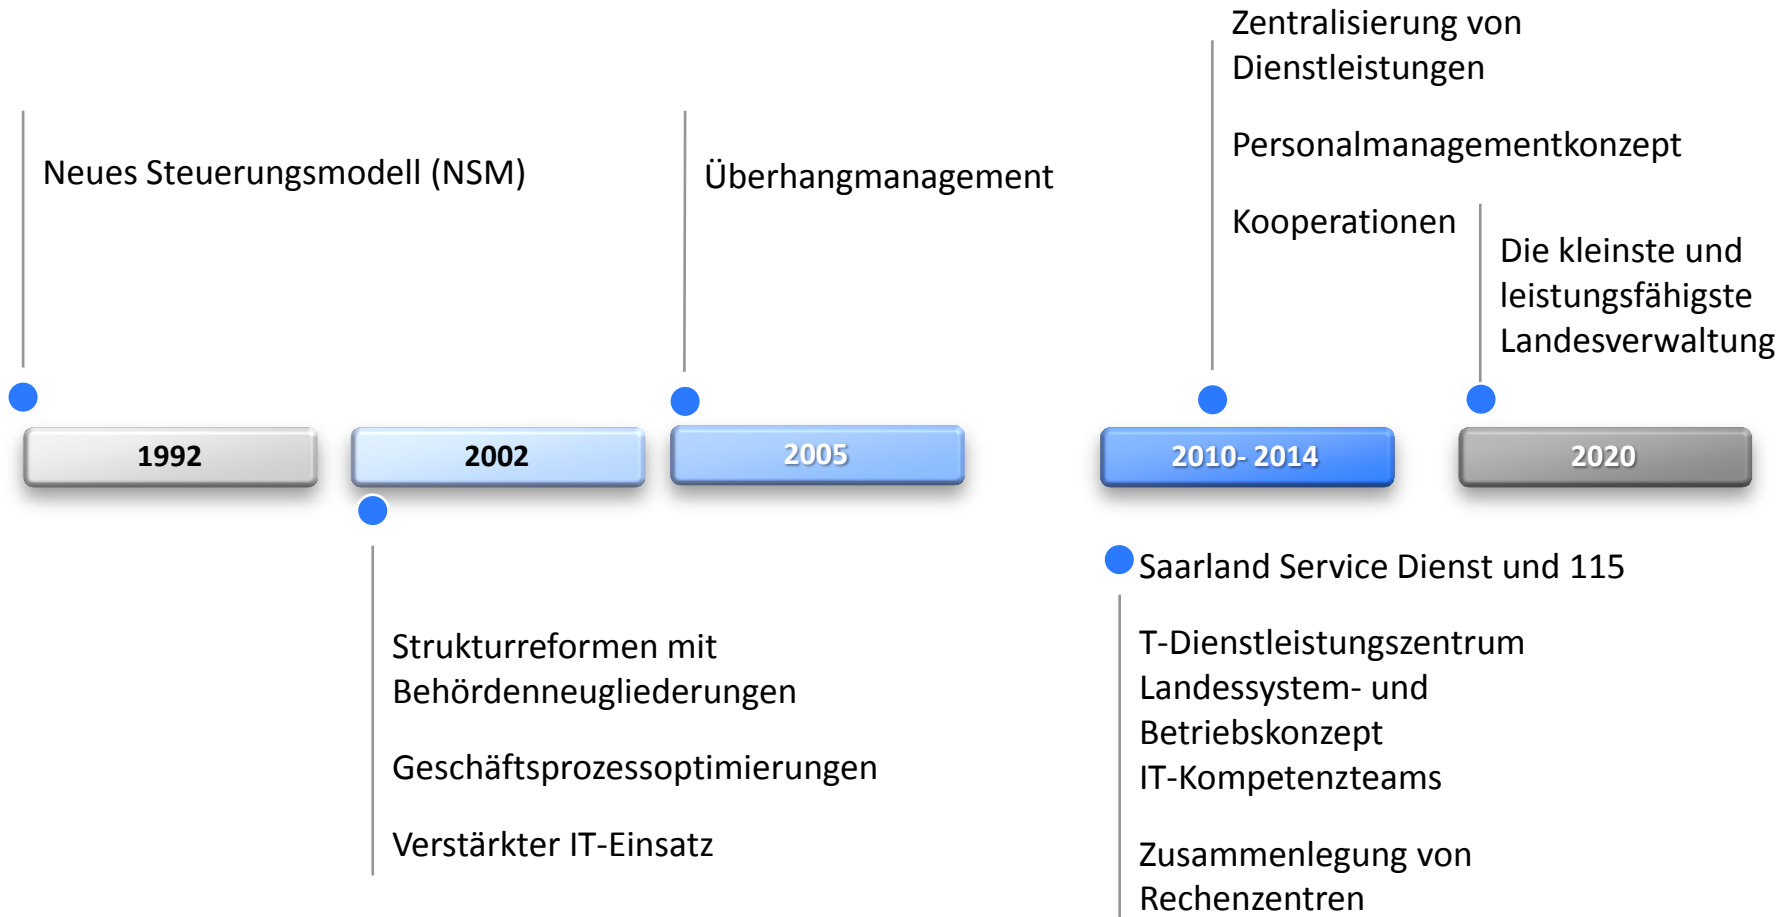 Zentralisierung von
Dienstleistungen
Neues Steuerungsmodell (NSM)
Überhangmanagement
Personalmanagementkonzept
Kooperationen
Die kleinste und
leistungsfähigste
Landesverwaltung
1992
2002
2005
2010- 2014
2020
Strukturreformen mit
Behördenneugliederungen
Geschäftsprozessoptimierungen
Verstärkter IT-Einsatz
Saarland Service Dienst und 115
T-Dienstleistungszentrum
Landessystem- und
Betriebskonzept
IT-Kompetenzteams
Zusammenlegung von
Rechenzentren